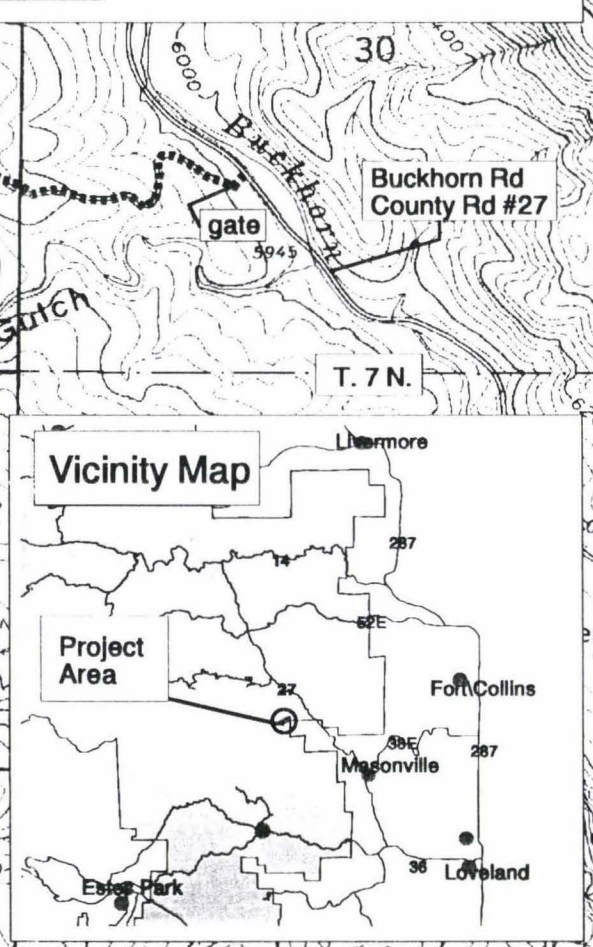 30
6000
Buckhorn
Buckhorn Rd
County Rd #27
gate
5945
Gulch
T. 7 N.
Vicinity Map
Livermore
287
14
52E
Project
Area
27
Fort Collins
38E
287
Masonville
36
Loveland
Estes Park